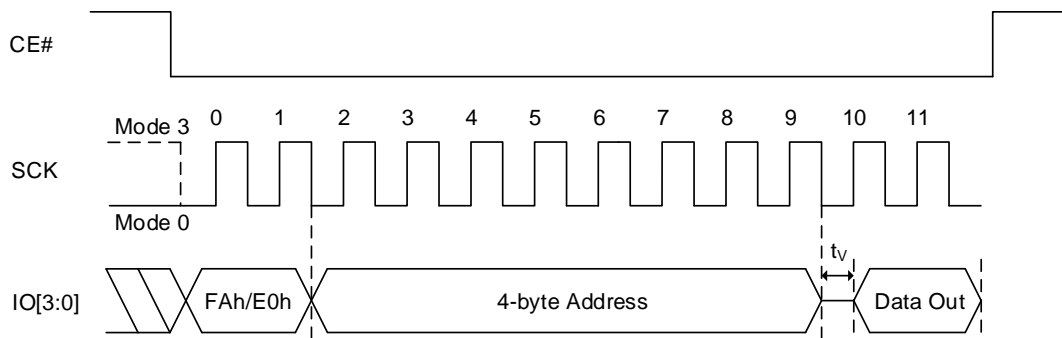 CE#
0 1 2 3 4 5 6 7 8 9 10 11
Mode 3
SCK
Mode 0
tV
IO[3:0]
FAh/E0h
4-byte Address
Data Out